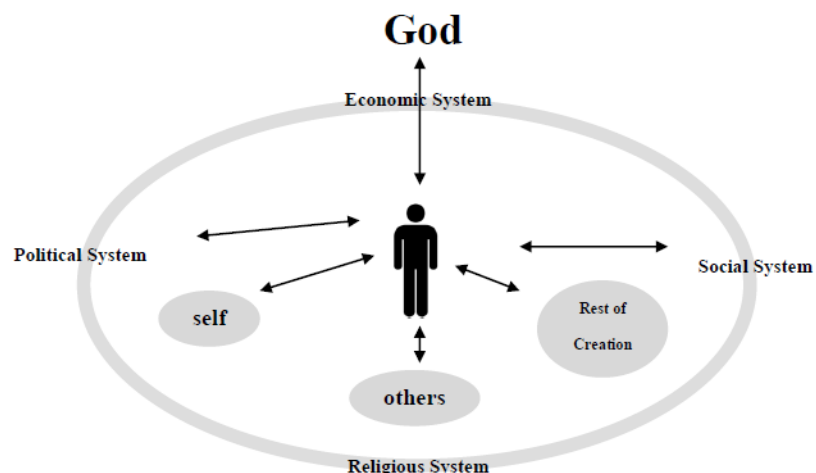 God
Economic System
Political System
Social System
self
Rest of
Creation
others
Religious System